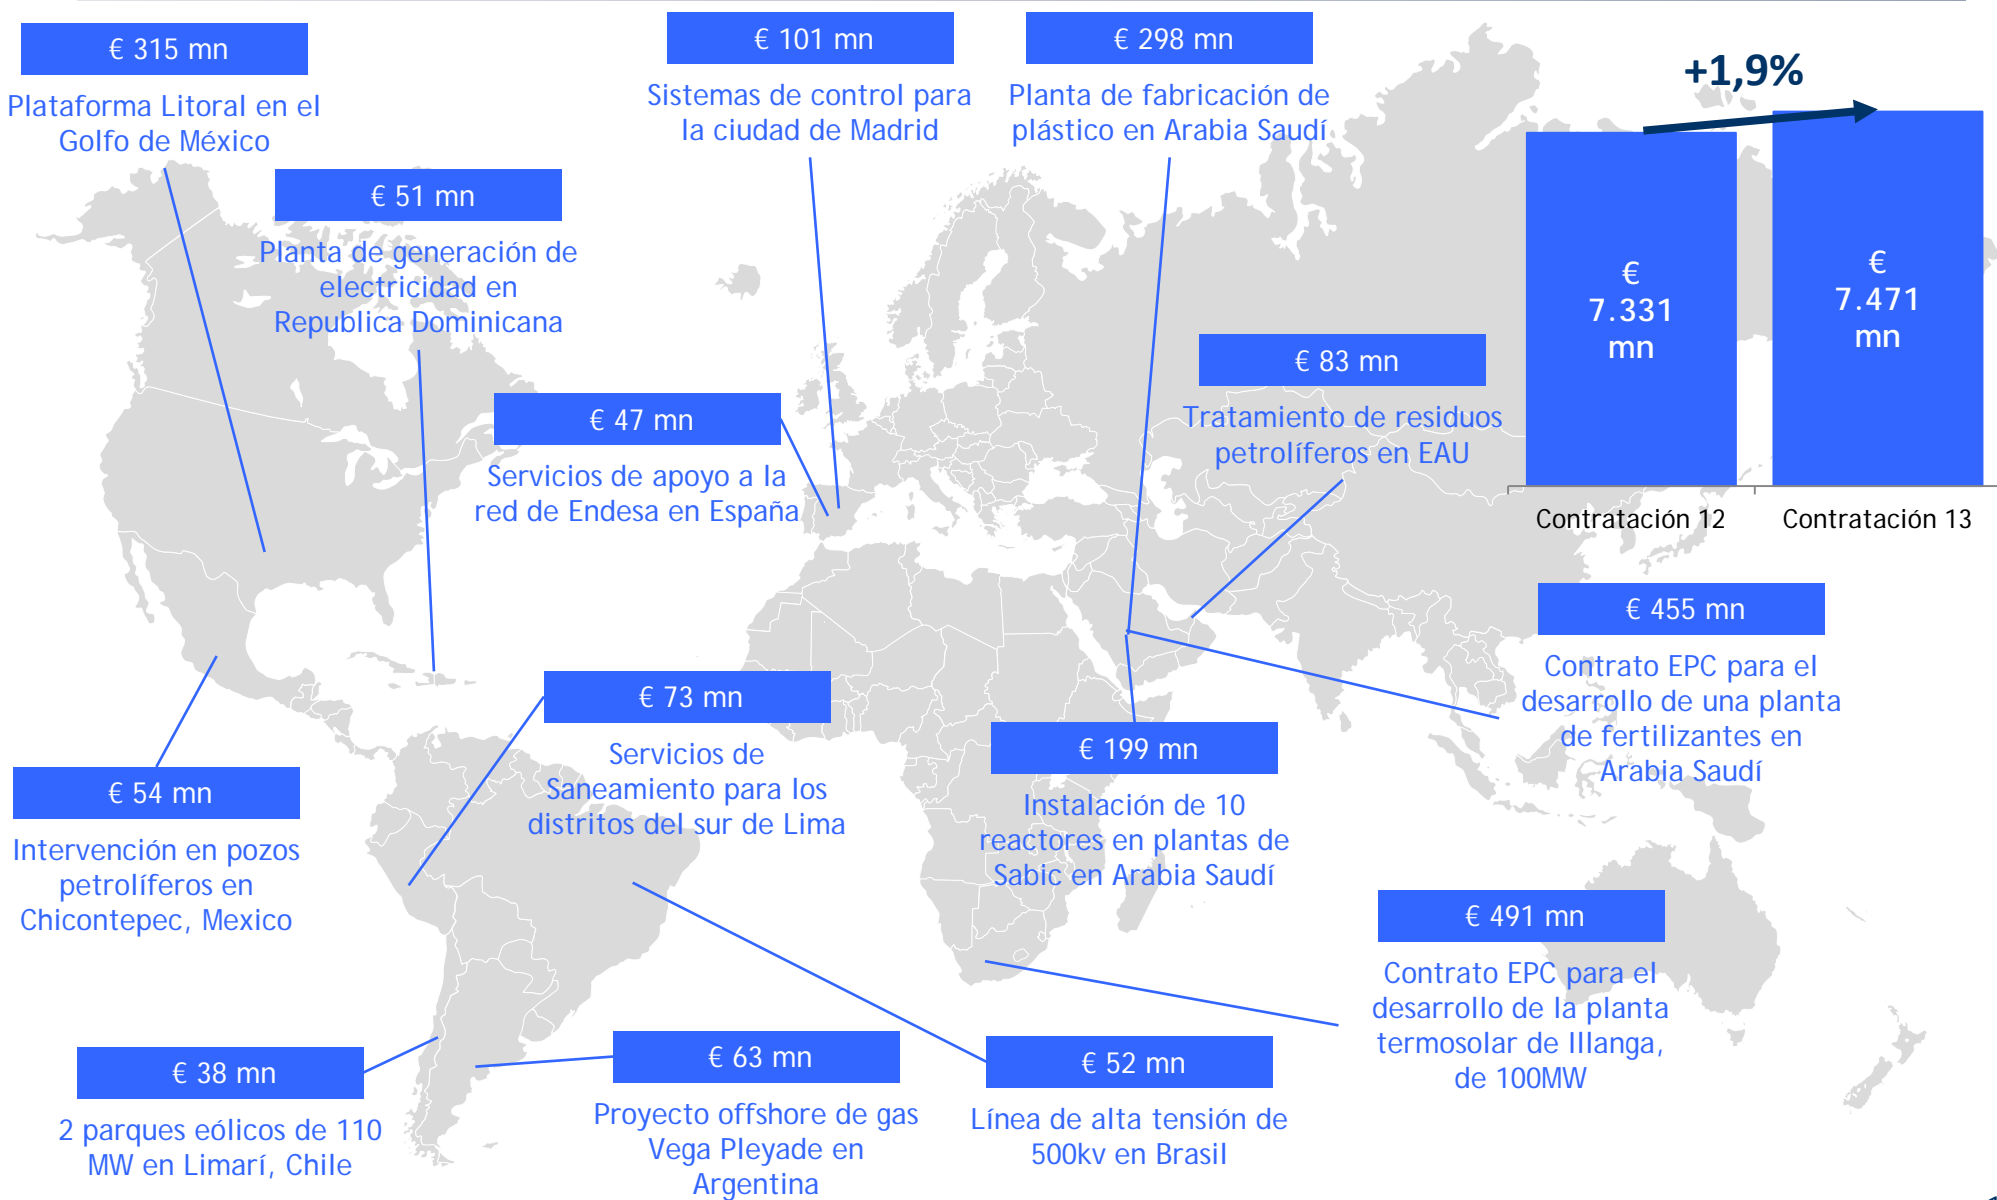 € 315 mn
Plataforma Litoral en el
Golfo de México
€ 101 mn
Sistemas de control para
la ciudad de Madrid
€ 298 mn
Planta de fabricación de
plástico en Arabia Saudí
+1,9%
€
7.331
mn
€
7.471
mn
Contratación 12
Contratación 13
€ 51 mn
Planta de generación de
electricidad en
Republica Dominicana
€ 47 mn
Servicios de apoyo a la
red de Endesa en España
€ 83 mn
Tratamiento de residuos
petrolíferos en EAU
€ 455 mn
Contrato EPC para el
desarrollo de una planta
de fertilizantes en
Arabia Saudí
€ 73 mn
Servicios de
Saneamiento para los
distritos del sur de Lima
€ 199 mn
Instalación de 10
reactores en plantas de
Sabic en Arabia Saudí
€ 54 mn
Intervención en pozos
petrolíferos en
Chicontepec, Mexico
€ 491 mn
Contrato EPC para el
desarrollo de la planta
termosolar de Illanga,
de 100MW
€ 38 mn
2 parques eólicos de 110
MW en Limarí, Chile
€ 63 mn
Proyecto offshore de gas
Vega Pleyade en
Argentina
€ 52 mn
Línea de alta tensión de
500kv en Brasil